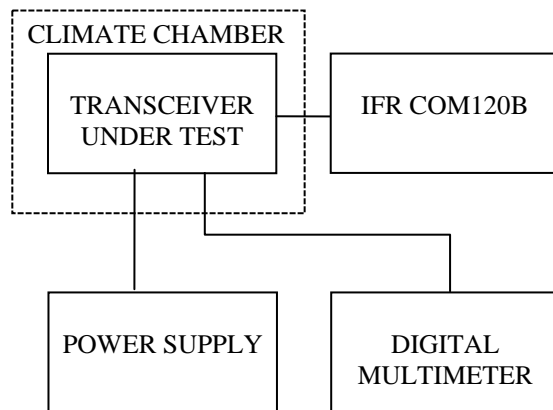 CLIMATE CHAMBER
TRANSCEIVER
UNDER TEST
IFR COM120B
POWER SUPPLY
DIGITAL
MULTIMETER